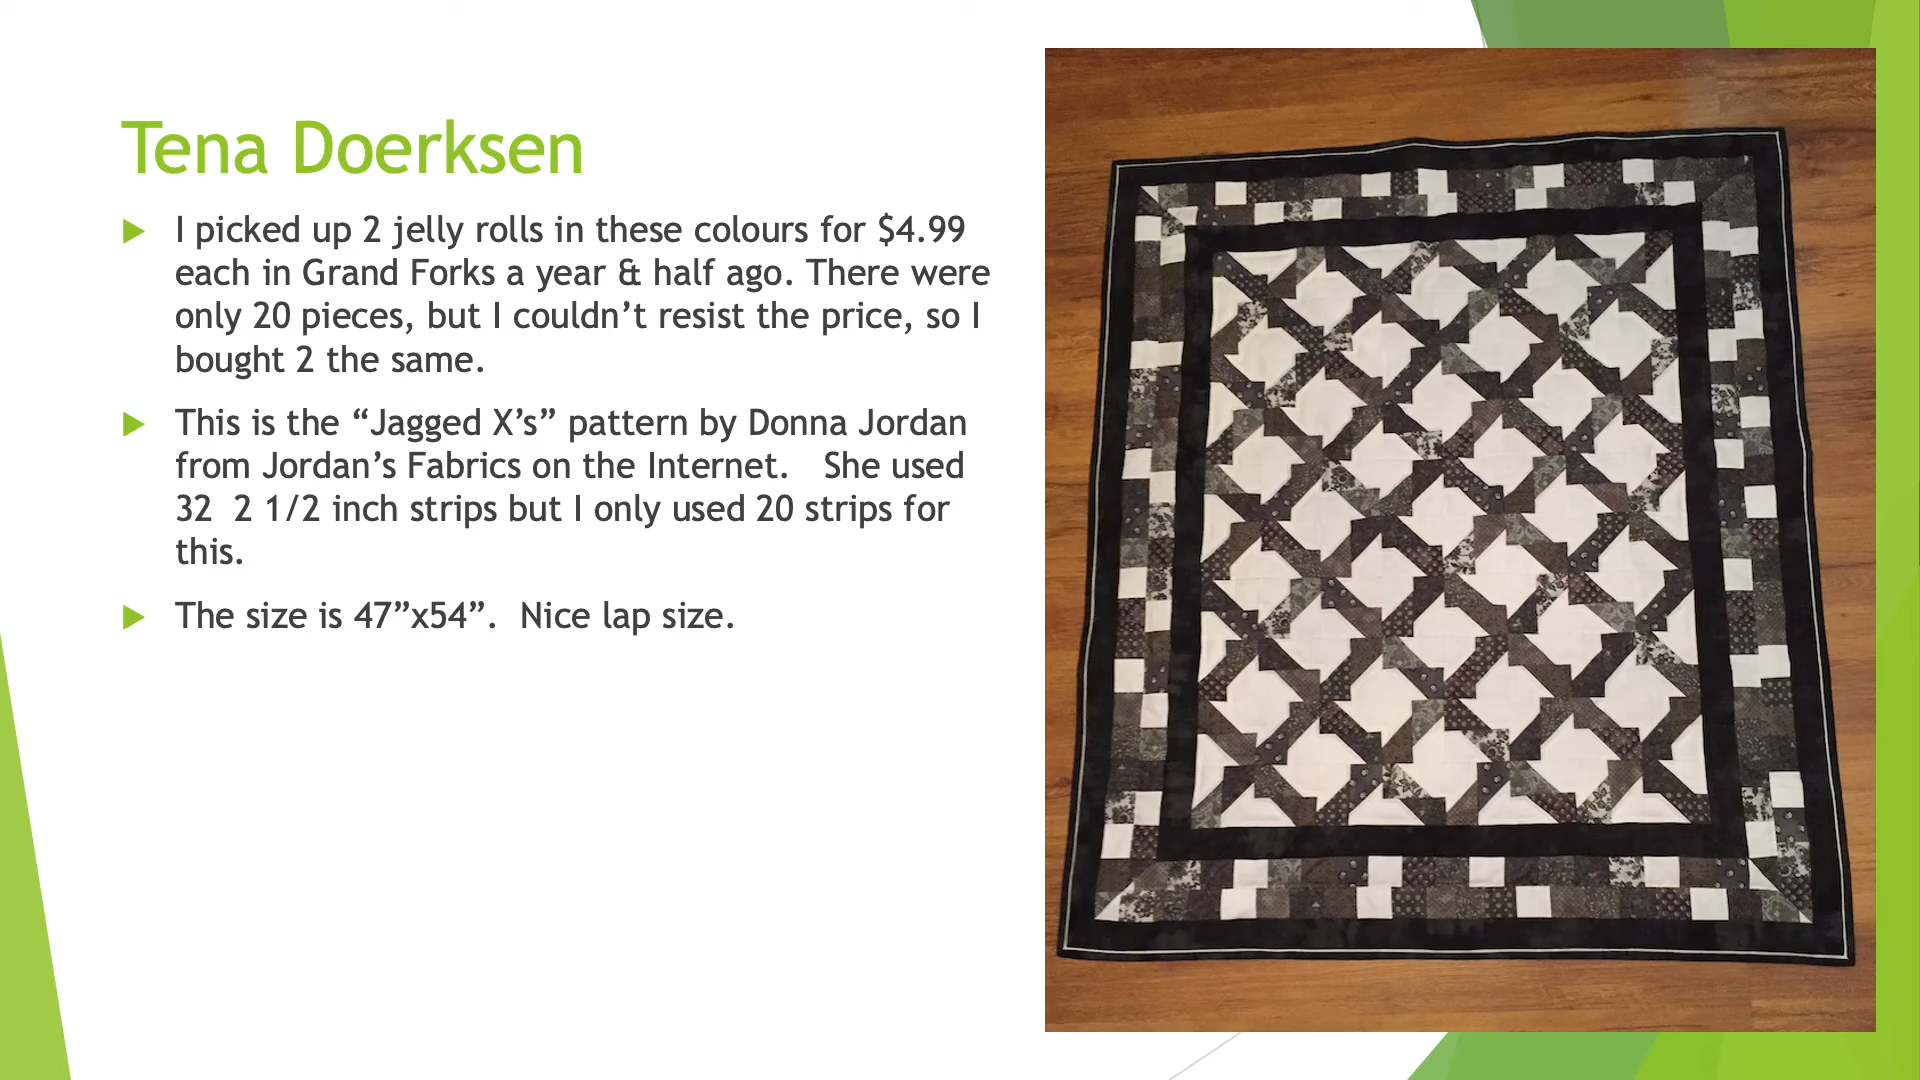 Tena Doerksen
I picked up 2 jelly rolls in these colours for $4.99
each in Grand Forks a year & half ago. There were
only 20 pieces, but I couldn’t resist the price, so I
bought 2 the same.
This is the “Jagged X’s” pattern by Donna Jordan
from Jordan’s Fabrics on the Internet.   She used
32  2 1/2 inch strips but I only used 20 strips for
this.
The size is 47”x54”.  Nice lap size.